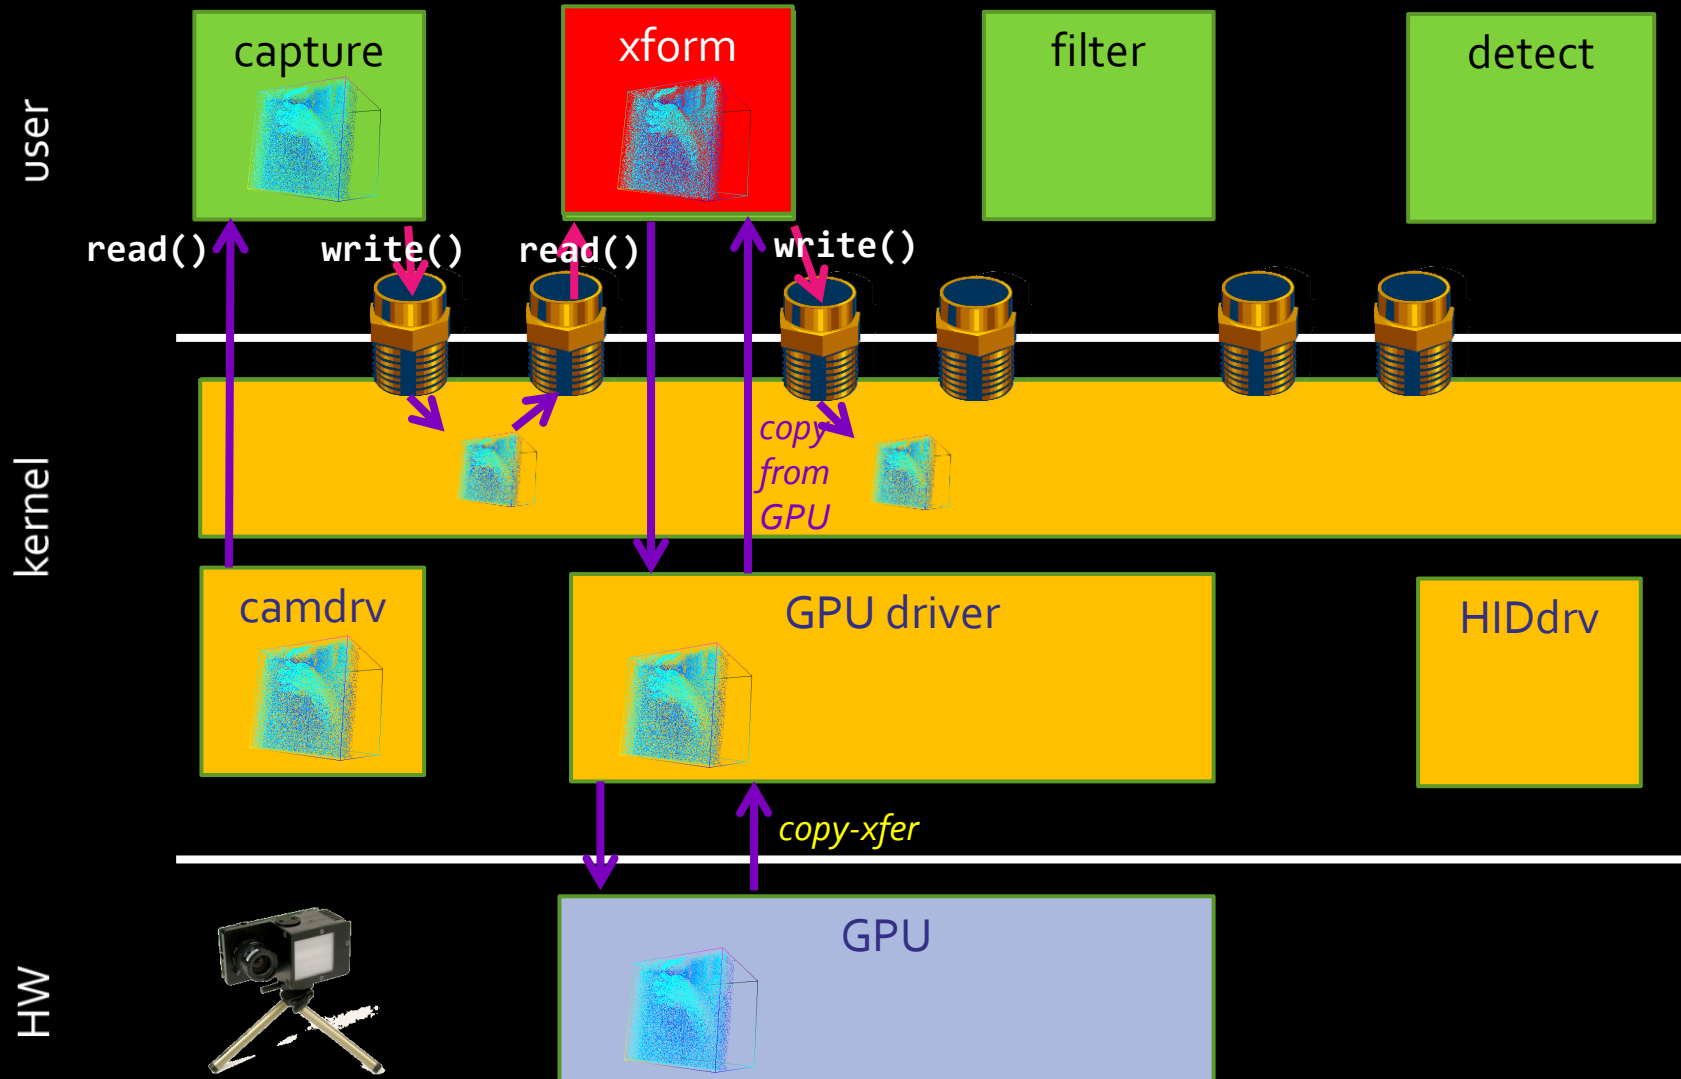 user
capture
xform
filter
detect
read()
write()
read()
write()
kernel
copy
from
GPU
camdrv
GPU driver
HIDdrv
copy-xfer
HW
GPU